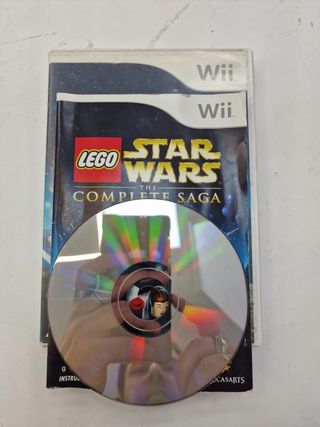 Wii
Wii
LEGO
STAR
WARS
THE
COMPLETE SAGA